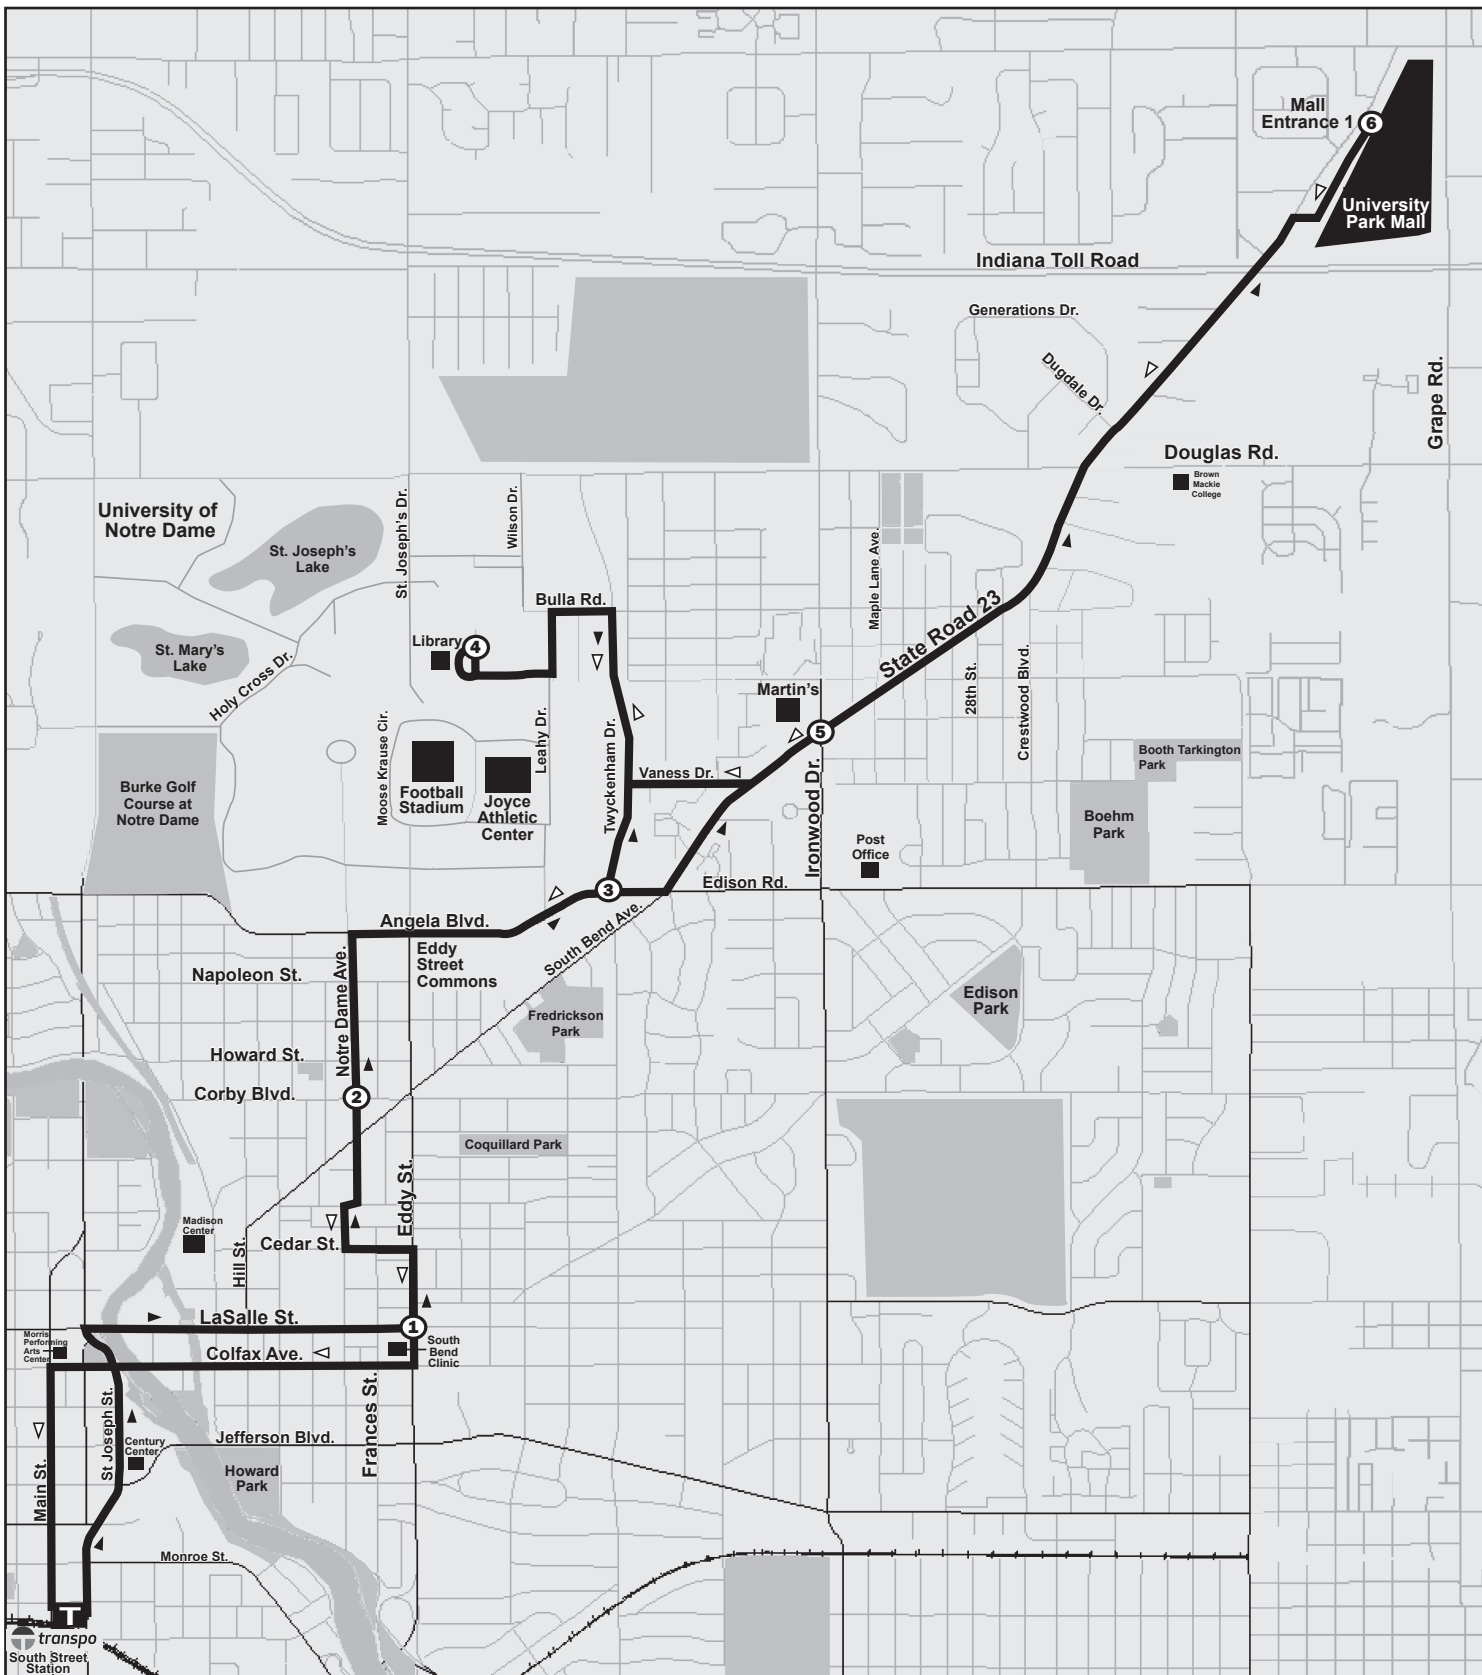 Mall
Entrance 1
6
University
Park Mall
Indiana Toll Road
Generations Dr.
Dugdale Dr.
Grape Rd.
Douglas Rd.
Brown
Mackie
College
University of
Notre Dame
St. Joseph's
Lake
St. Joseph's Dr.
Wilson Dr.
Maple Lane Ave.
Bulla Rd.
State Road 23
Library
4
St. Mary's
Lake
Holy Cross Dr.
Martin's
28th St.
Crestwood Blvd.
5
Moose Krause Cir.
Leahy Dr.
Twyckenham Dr.
Vaness Dr.
Ironwood Dr.
Booth Tarkington
Park
Burke Golf
Course at
Notre Dame
Football
Stadium
Joyce
Athletic
Center
Boehm
Park
Post
Office
3
Edison Rd.
Angela Blvd.
South Bend Ave.
Eddy
Street
Commons
Napoleon St.
Notre Dame Ave.
Edison
Park
Fredrickson
Park
Howard St.
Corby Blvd.
2
Coquillard Park
Eddy St.
Madison
Center
Hill St.
Cedar St.
LaSalle St.
1
Morris
Performing
Arts
Center
Colfax Ave.
South
Bend
Clinic
Frances St.
St Joseph St.
Century
Center
Jefferson Blvd.
Main St.
Howard
Park
Monroe St.
T
transpo
South Street
Station